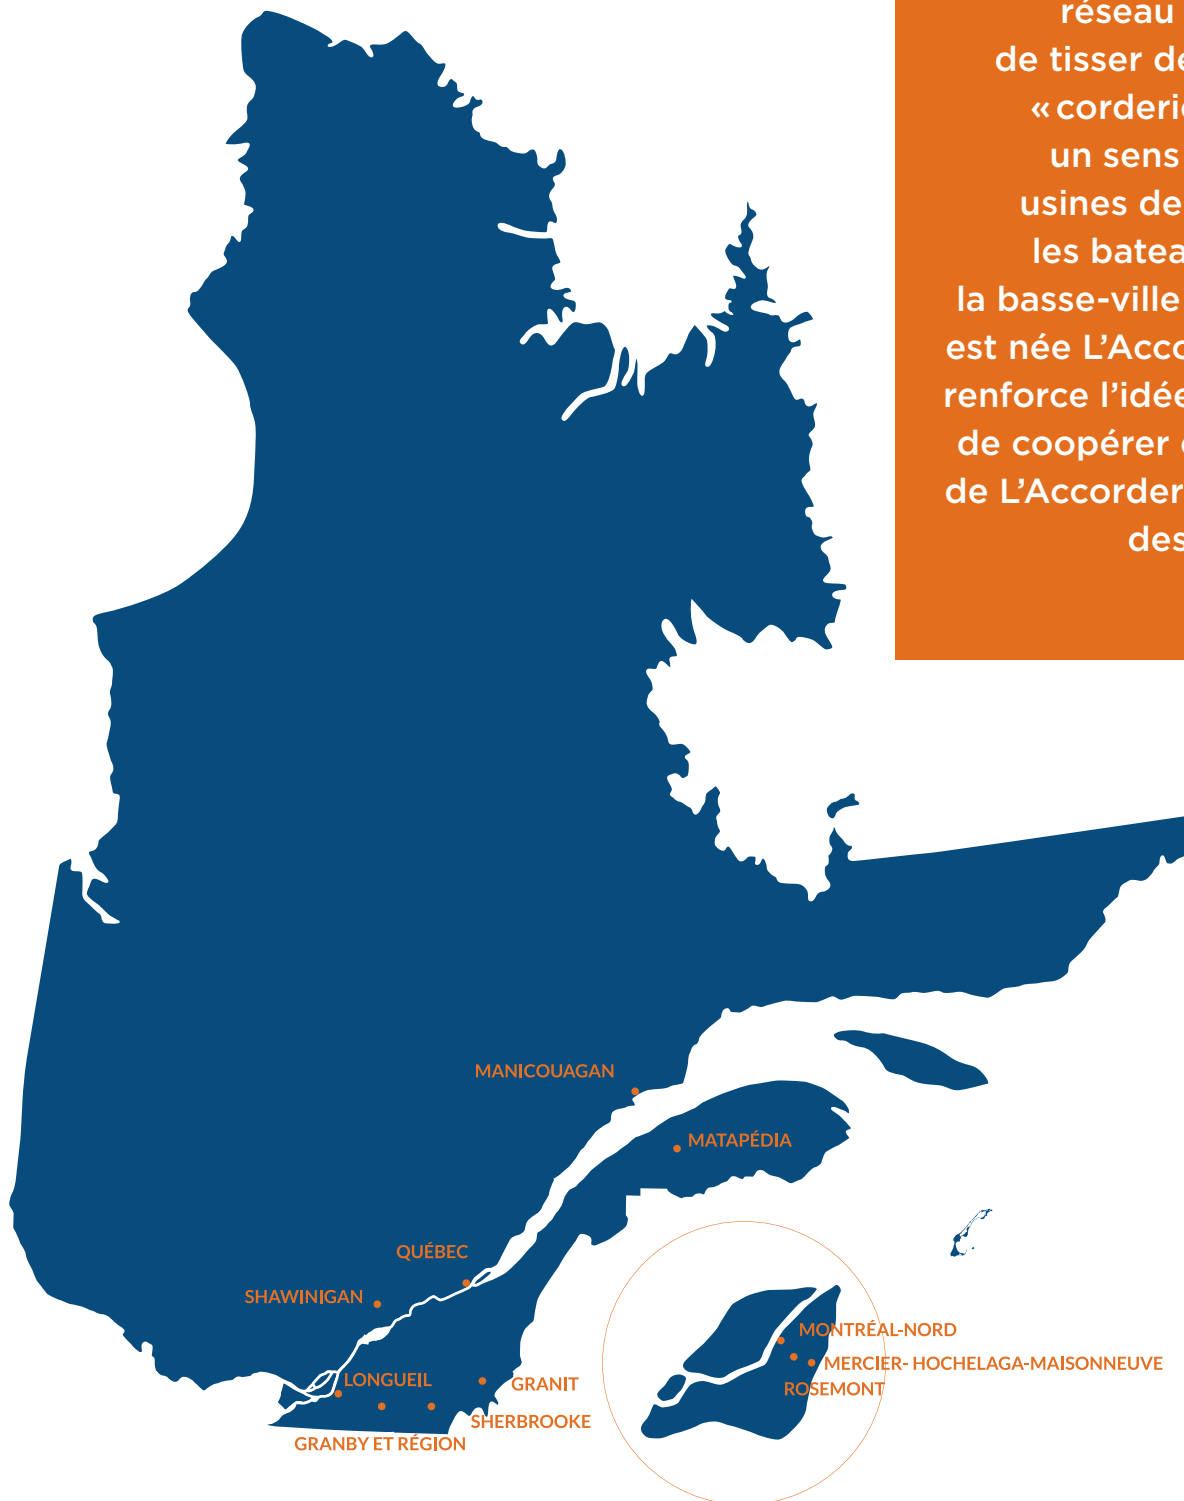 réseau
de tisser de
« corderie
un sens
usines de
les batea
la basse-ville
est née L’Acco
renforce l’idée
de coopérer
de L’Accorder
des
MANICOUAGAN
MATAPÉDIA
QUÉBEC
SHAWINIGAN
MONTRÉAL-NORD
MERCIER- HOCHELAGA-MAISONNEUVE
ROSEMONT
LONGUEIL
GRANIT
SHERBROOKE
GRANBY ET RÉGION